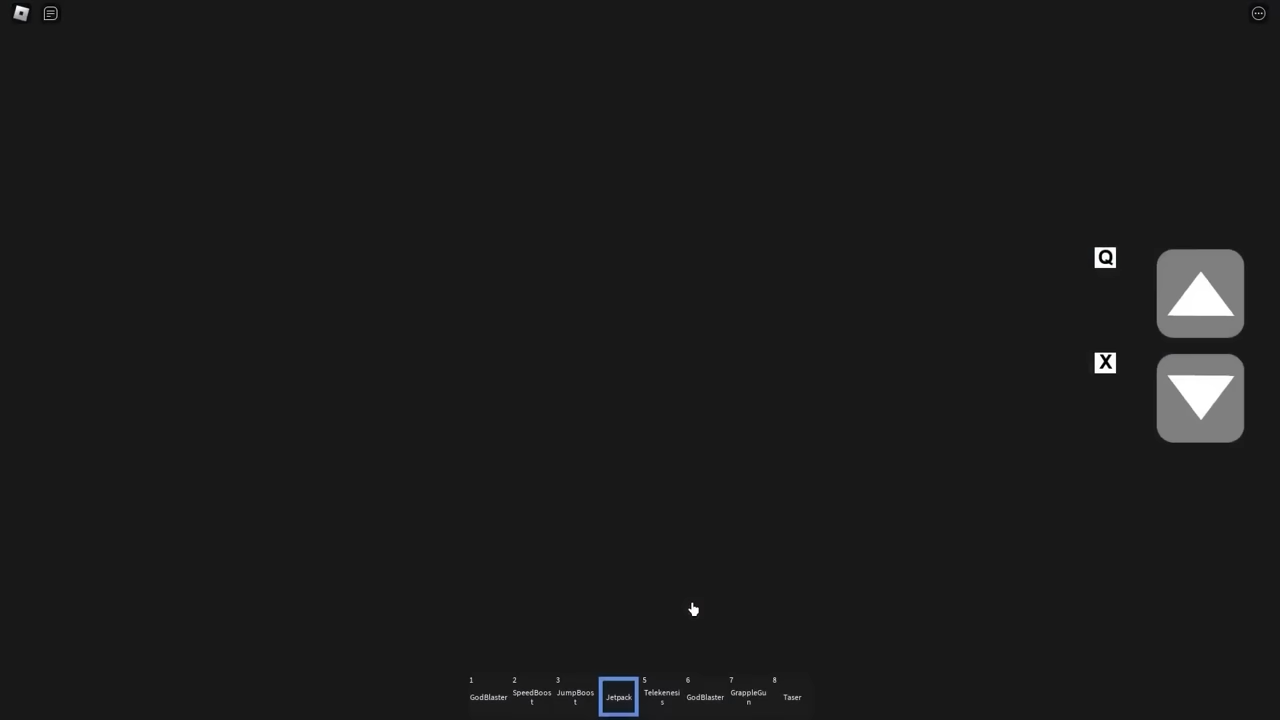 Q
X
1 2 3 5 6 7 8
GodBlaster SpeedBoos JumpBoos Jetpack Telekenesi GodBlaster GrappleGu Taser
t t s n